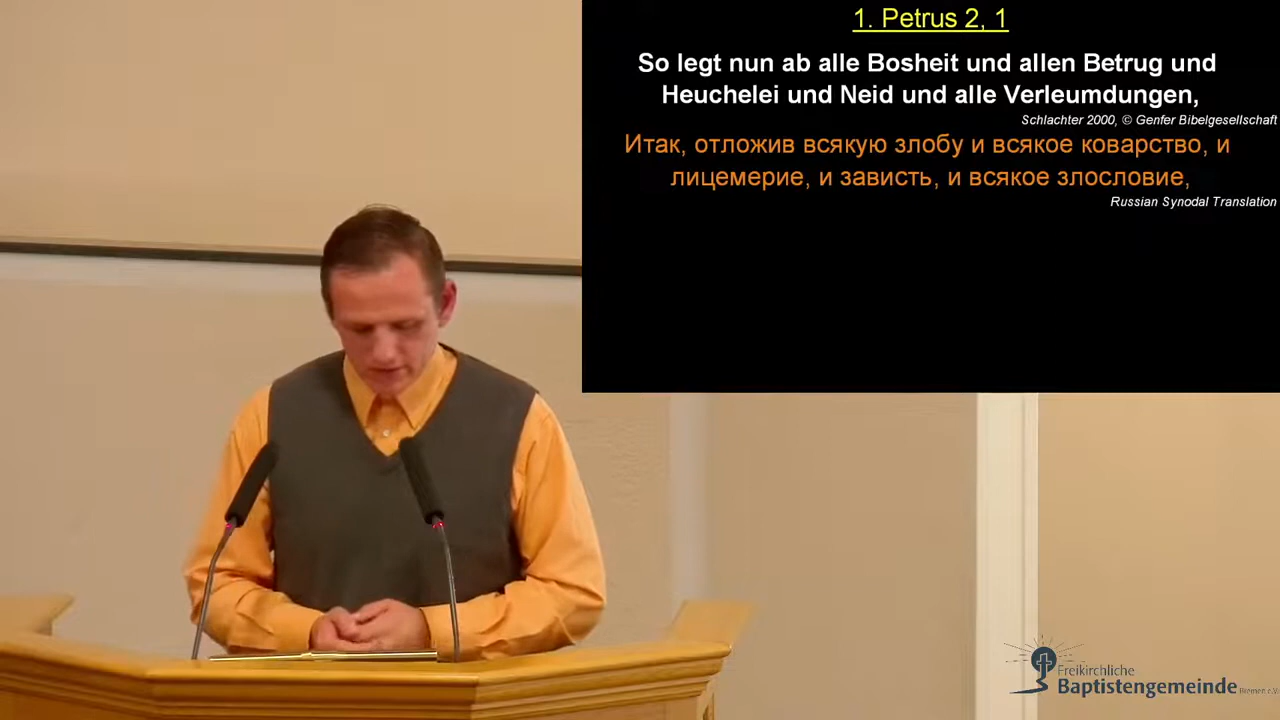 1. Petrus 2, 1
So legt nun ab alle Bosheit und allen Betrug und
Heuchelei und Neid und alle Verleumdungen,
Schlachter 2000, © Genfer Bibelgesellschaft
Итак, отложив всякую злобу и всякое коварство, и
лицемерие, и зависть, и всякое злословие,
Russian Synodal Translation
Freikirchliche
Baptistengemeinde Bremen e.V.